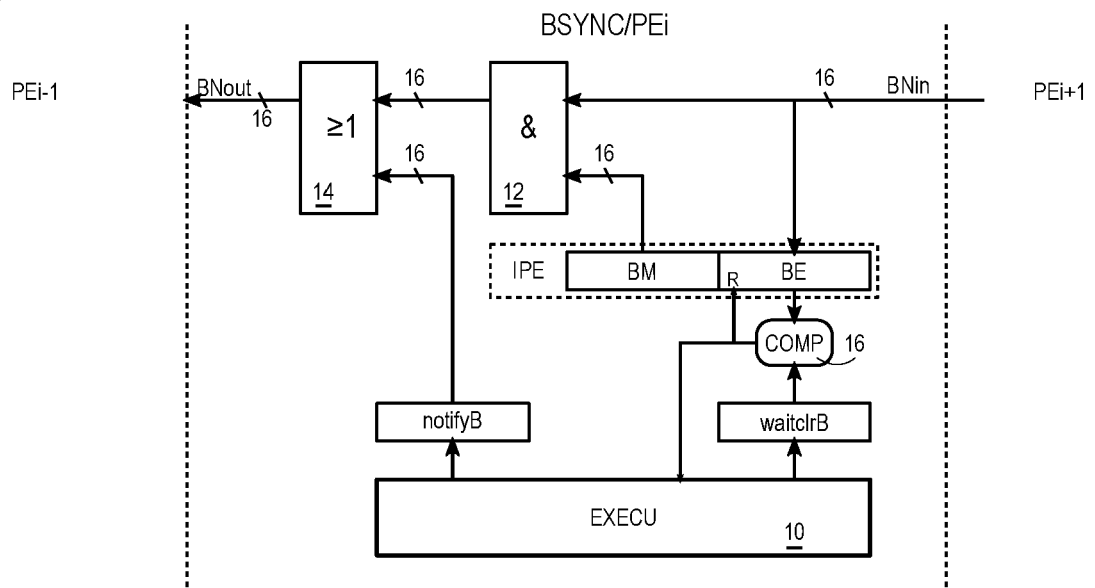 BSYNC/PEi
PEi-1
BNout
16
16
16
BNin
PEi+1
≥1
&
16
16
14
12
IPE
BM
R
BE
COMP
16
notifyB
waitclrB
EXECU
10